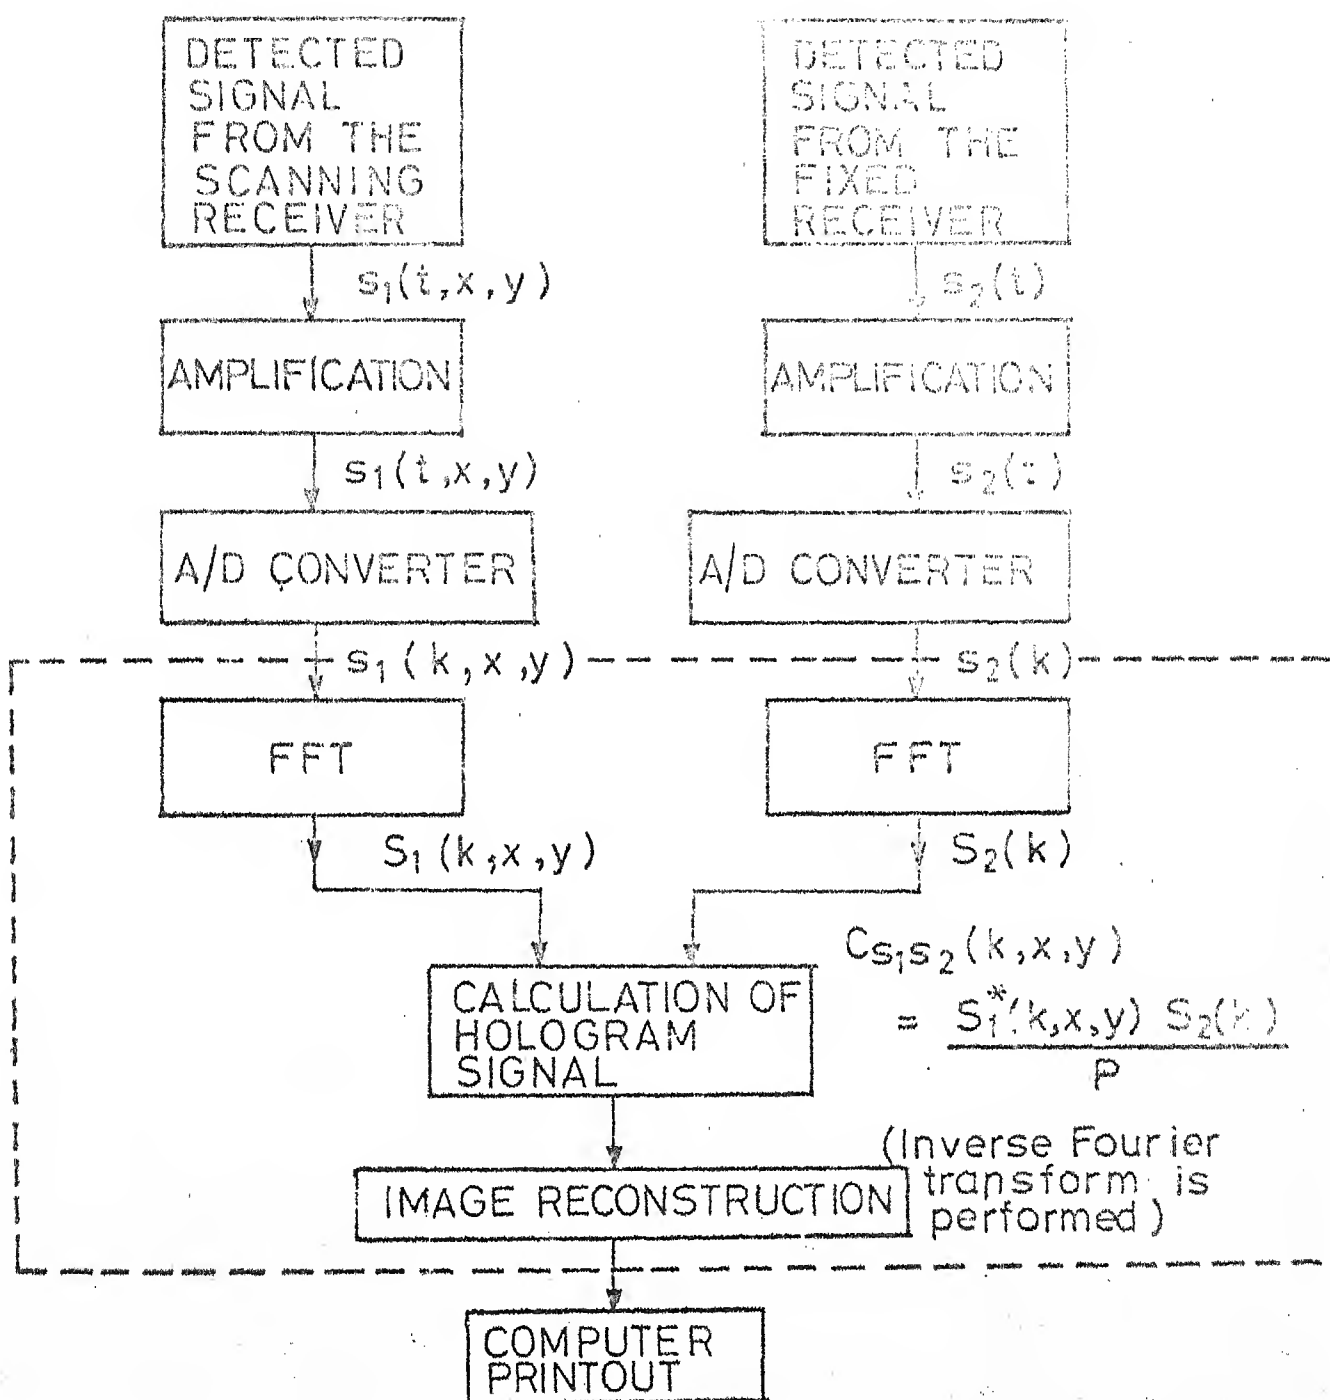 DETECTED
SIGNAL
FROM THE
SCANNING
RECEIVER
DETECTED
SIGNAL
FROM THE
FIXED
RECEIVER
s₁(t,x,y)
s₂(t)
AMPLIFICATION
AMPLIFICATION
s₁(t,x,y)
s₂(t)
A/D CONVERTER
A/D CONVERTER
s₁(k,x,y)
s₂(k)
FFT
FFT
S₁(k,x,y)
S₂(k)
CALCULATION OF
HOLOGRAM
SIGNAL
Cs₁s₂(k,x,y)
= S₁*(k,x,y) S₂(k)
P
IMAGE RECONSTRUCTION
(Inverse Fourier
transform is
performed)
COMPUTER
PRINTOUT